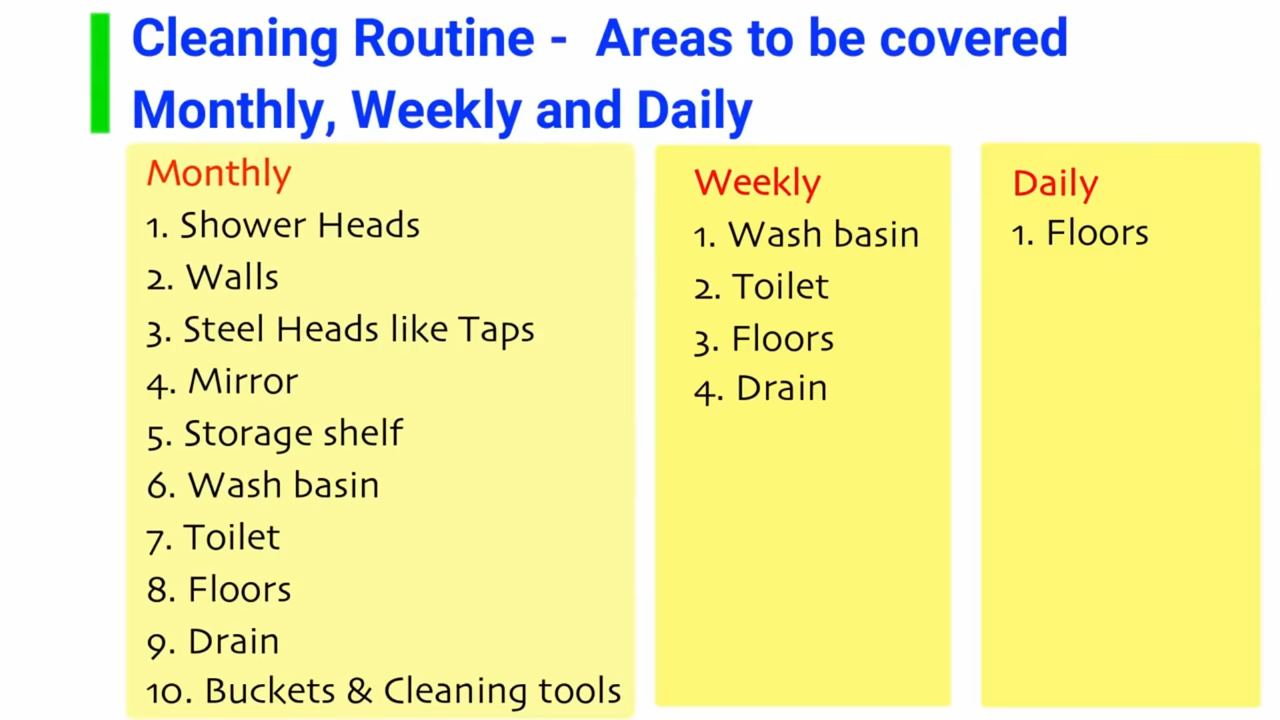 Cleaning Routine -  Areas to be covered
Monthly, Weekly and Daily
Monthly
1. Shower Heads
2. Walls
3. Steel Heads like Taps
4. Mirror
5. Storage shelf
6. Wash basin
7. Toilet
8. Floors
9. Drain
10. Buckets & Cleaning tools
Weekly
1. Wash basin
2. Toilet
3. Floors
4. Drain
Daily
1. Floors